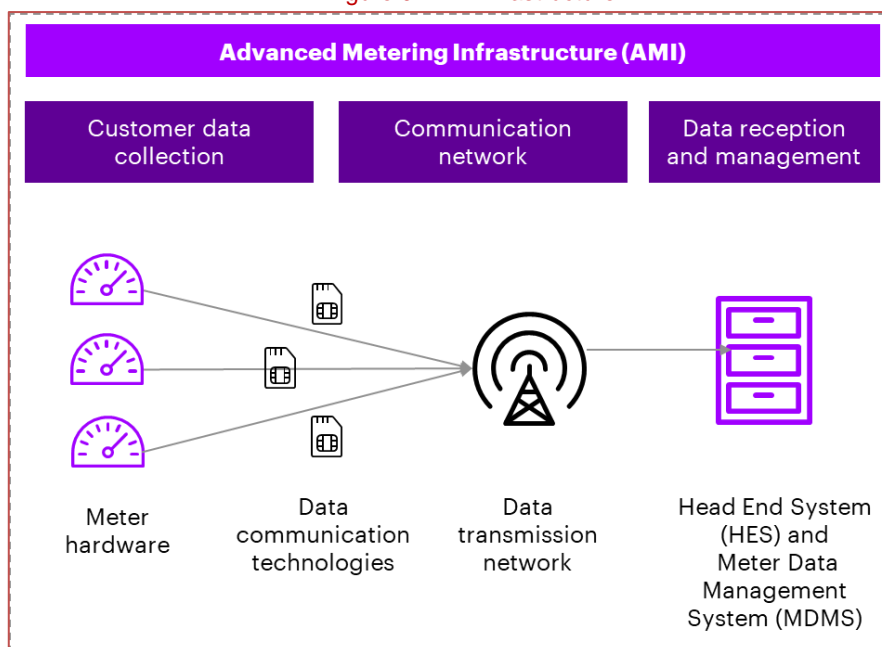 Advanced Metering Infrastructure (AMI)
Customer data
collection
Communication
network
Data reception
and management
Meter
hardware
Data
communication
technologies
Data
transmission
network
Head End System
(HES) and
Meter Data
Management
System (MDMS)